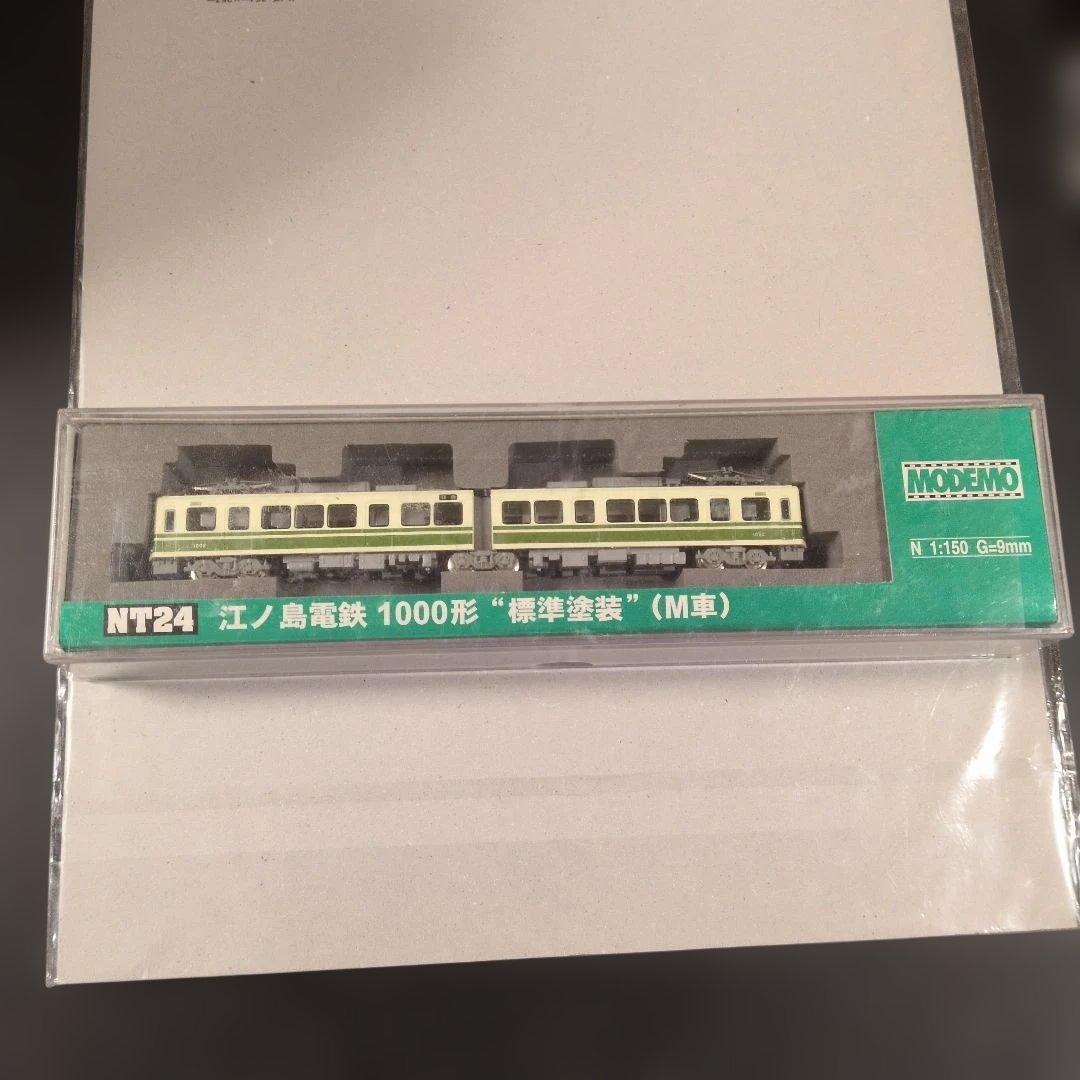 MODEMO
N 1:150 G=9mm
NT24 江ノ島電鉄 1000形 “標準塗装”（M車）
1002